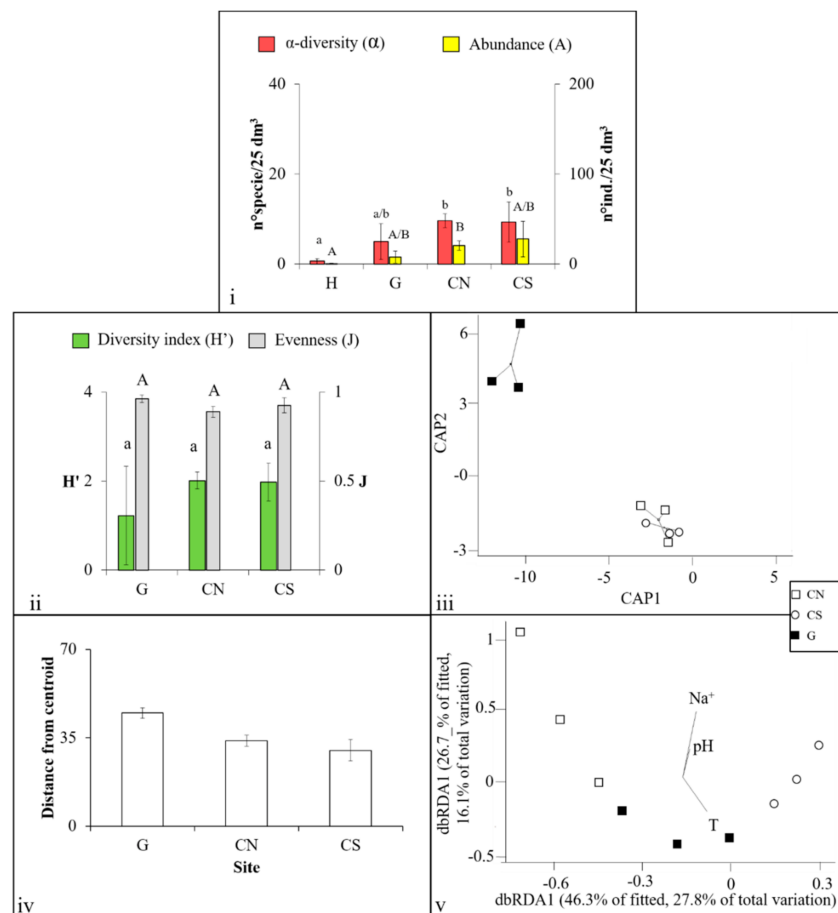 α-diversity (α) Abundance (A)
40 200
n°specie/25 dm³
n°ind./25 dm³
20 100
b b
a/b A/B
A/B B
a A
0 0
H G CN CS
i
Diversity index (H') Evenness (J)
A A A
4 1
a a a
H' 2 0.5 J
0 0
G CN CS
ii
6
3
CAP2
-0
-3
-10 -5 0 5
CAP1
iii
CN
CS
G
70
Distance from centroid
35
0
G CN CS
Site
iv
1
dbRDA1 (26.7_% of fitted,
16.1% of total variation)
0.5
0
-0.5
Na⁺
pH
T
-0.6 -0.3 0.0 0.3
dbRDA1 (46.3% of fitted, 27.8% of total variation)
v